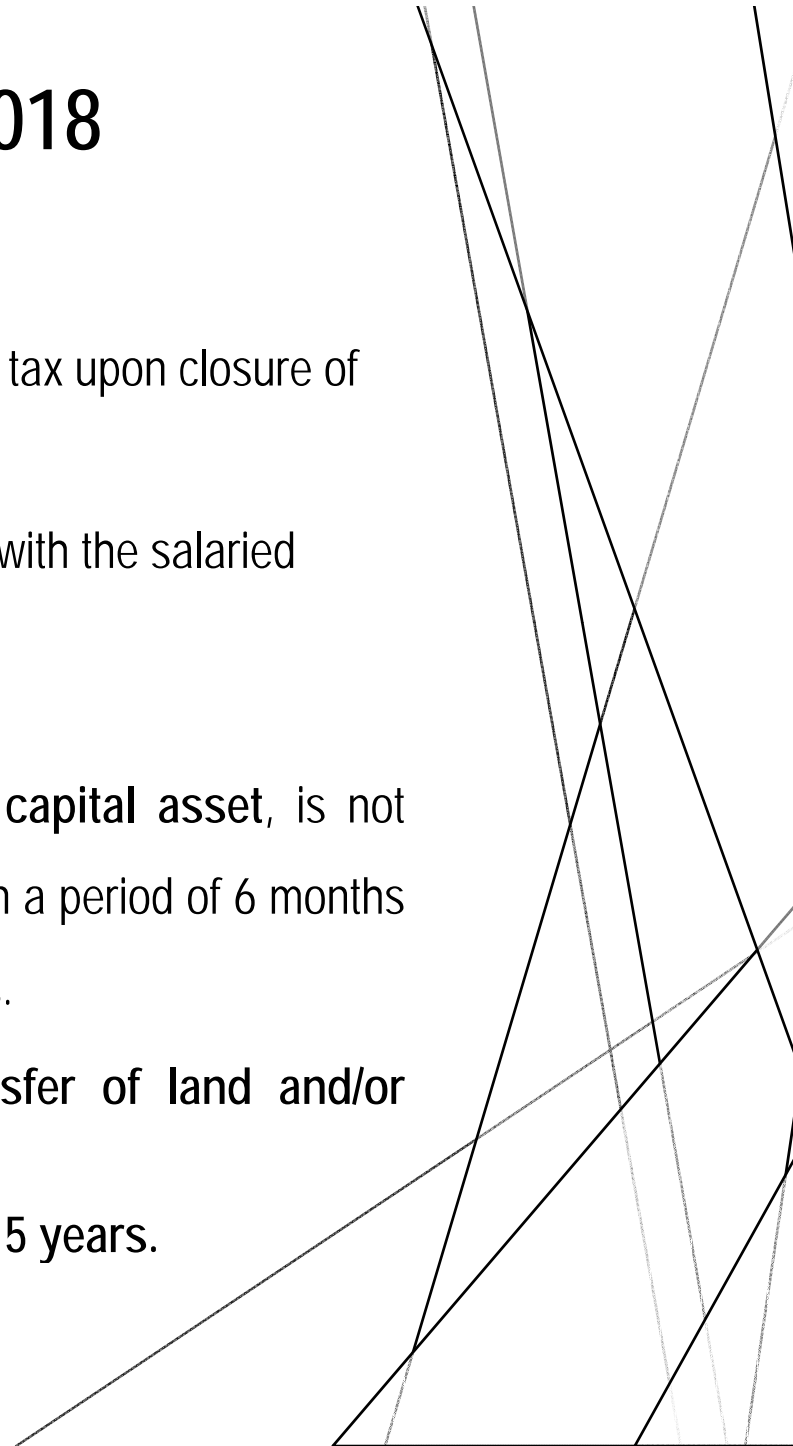 018
tax upon closure of
with the salaried
capital asset, is not
n a period of 6 months
.
sfer of land and/or
5 years.